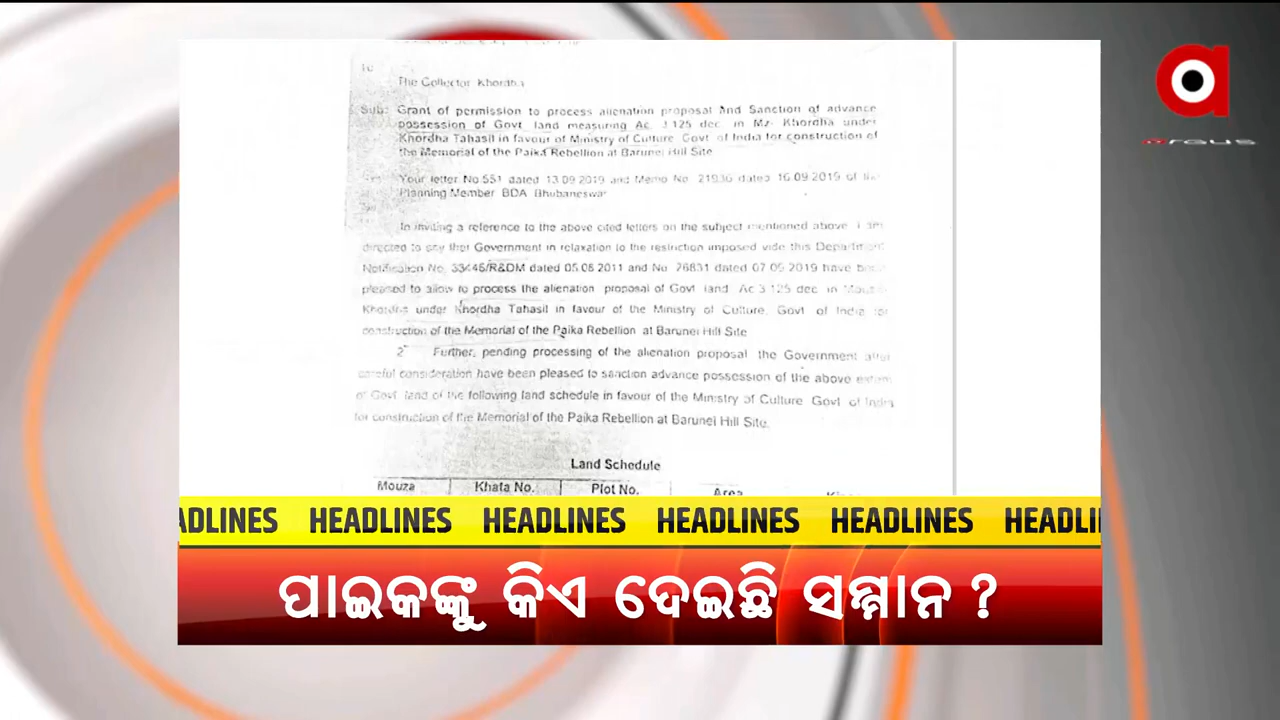 To
The Collector Khordha
Sub: Grant of permission to process alienation proposal and Sanction of advance
possession of Govt land measuring Ac 3.125 dec in Mz- Khordha under
Khordha Tahasil in favour of Ministry of Culture Govt of India for construction of
the Memorial of the Paika Rebellion at Barunei Hill Site
Your letter No.551 dated 13.09.2019 and Memo No. 21936 dated 16.09.2019 of the
Planning Member BDA Bhubaneswar
In inviting a reference to the above cited letters on the subject mentioned above I am
directed to say that Government in relaxation to the restriction imposed vide this Department
Notification No. 33446/R&DM dated 05.08.2011 and No 76831 dated 07.05.2019 have been
pleased to allow to process the alienation proposal of Govt land Ac 3.125 dec in Mouza
Khordha under Khordha Tahasil in favour of the Ministry of Culture, Govt of India for
construction of the Memorial of the Paika Rebellion at Barunei Hill Site
2 Further, pending processing of the alienation proposal the Government after
careful consideration have been pleased to sanction advance possession of the above extent
of Govt land of the following land schedule in favour of the Ministry of Culture Govt of India
for construction of the Memorial of the Paika Rebellion at Barunei Hill Site.
Land Schedule
Mouza Khata No. Plot No. Area
ADLINES HEADLINES HEADLINES HEADLINES HEADLINES HEADLI
ପାଇକଙ୍କୁ କିଏ ଦେଇଛି ସମ୍ମାନ ?
a
argus